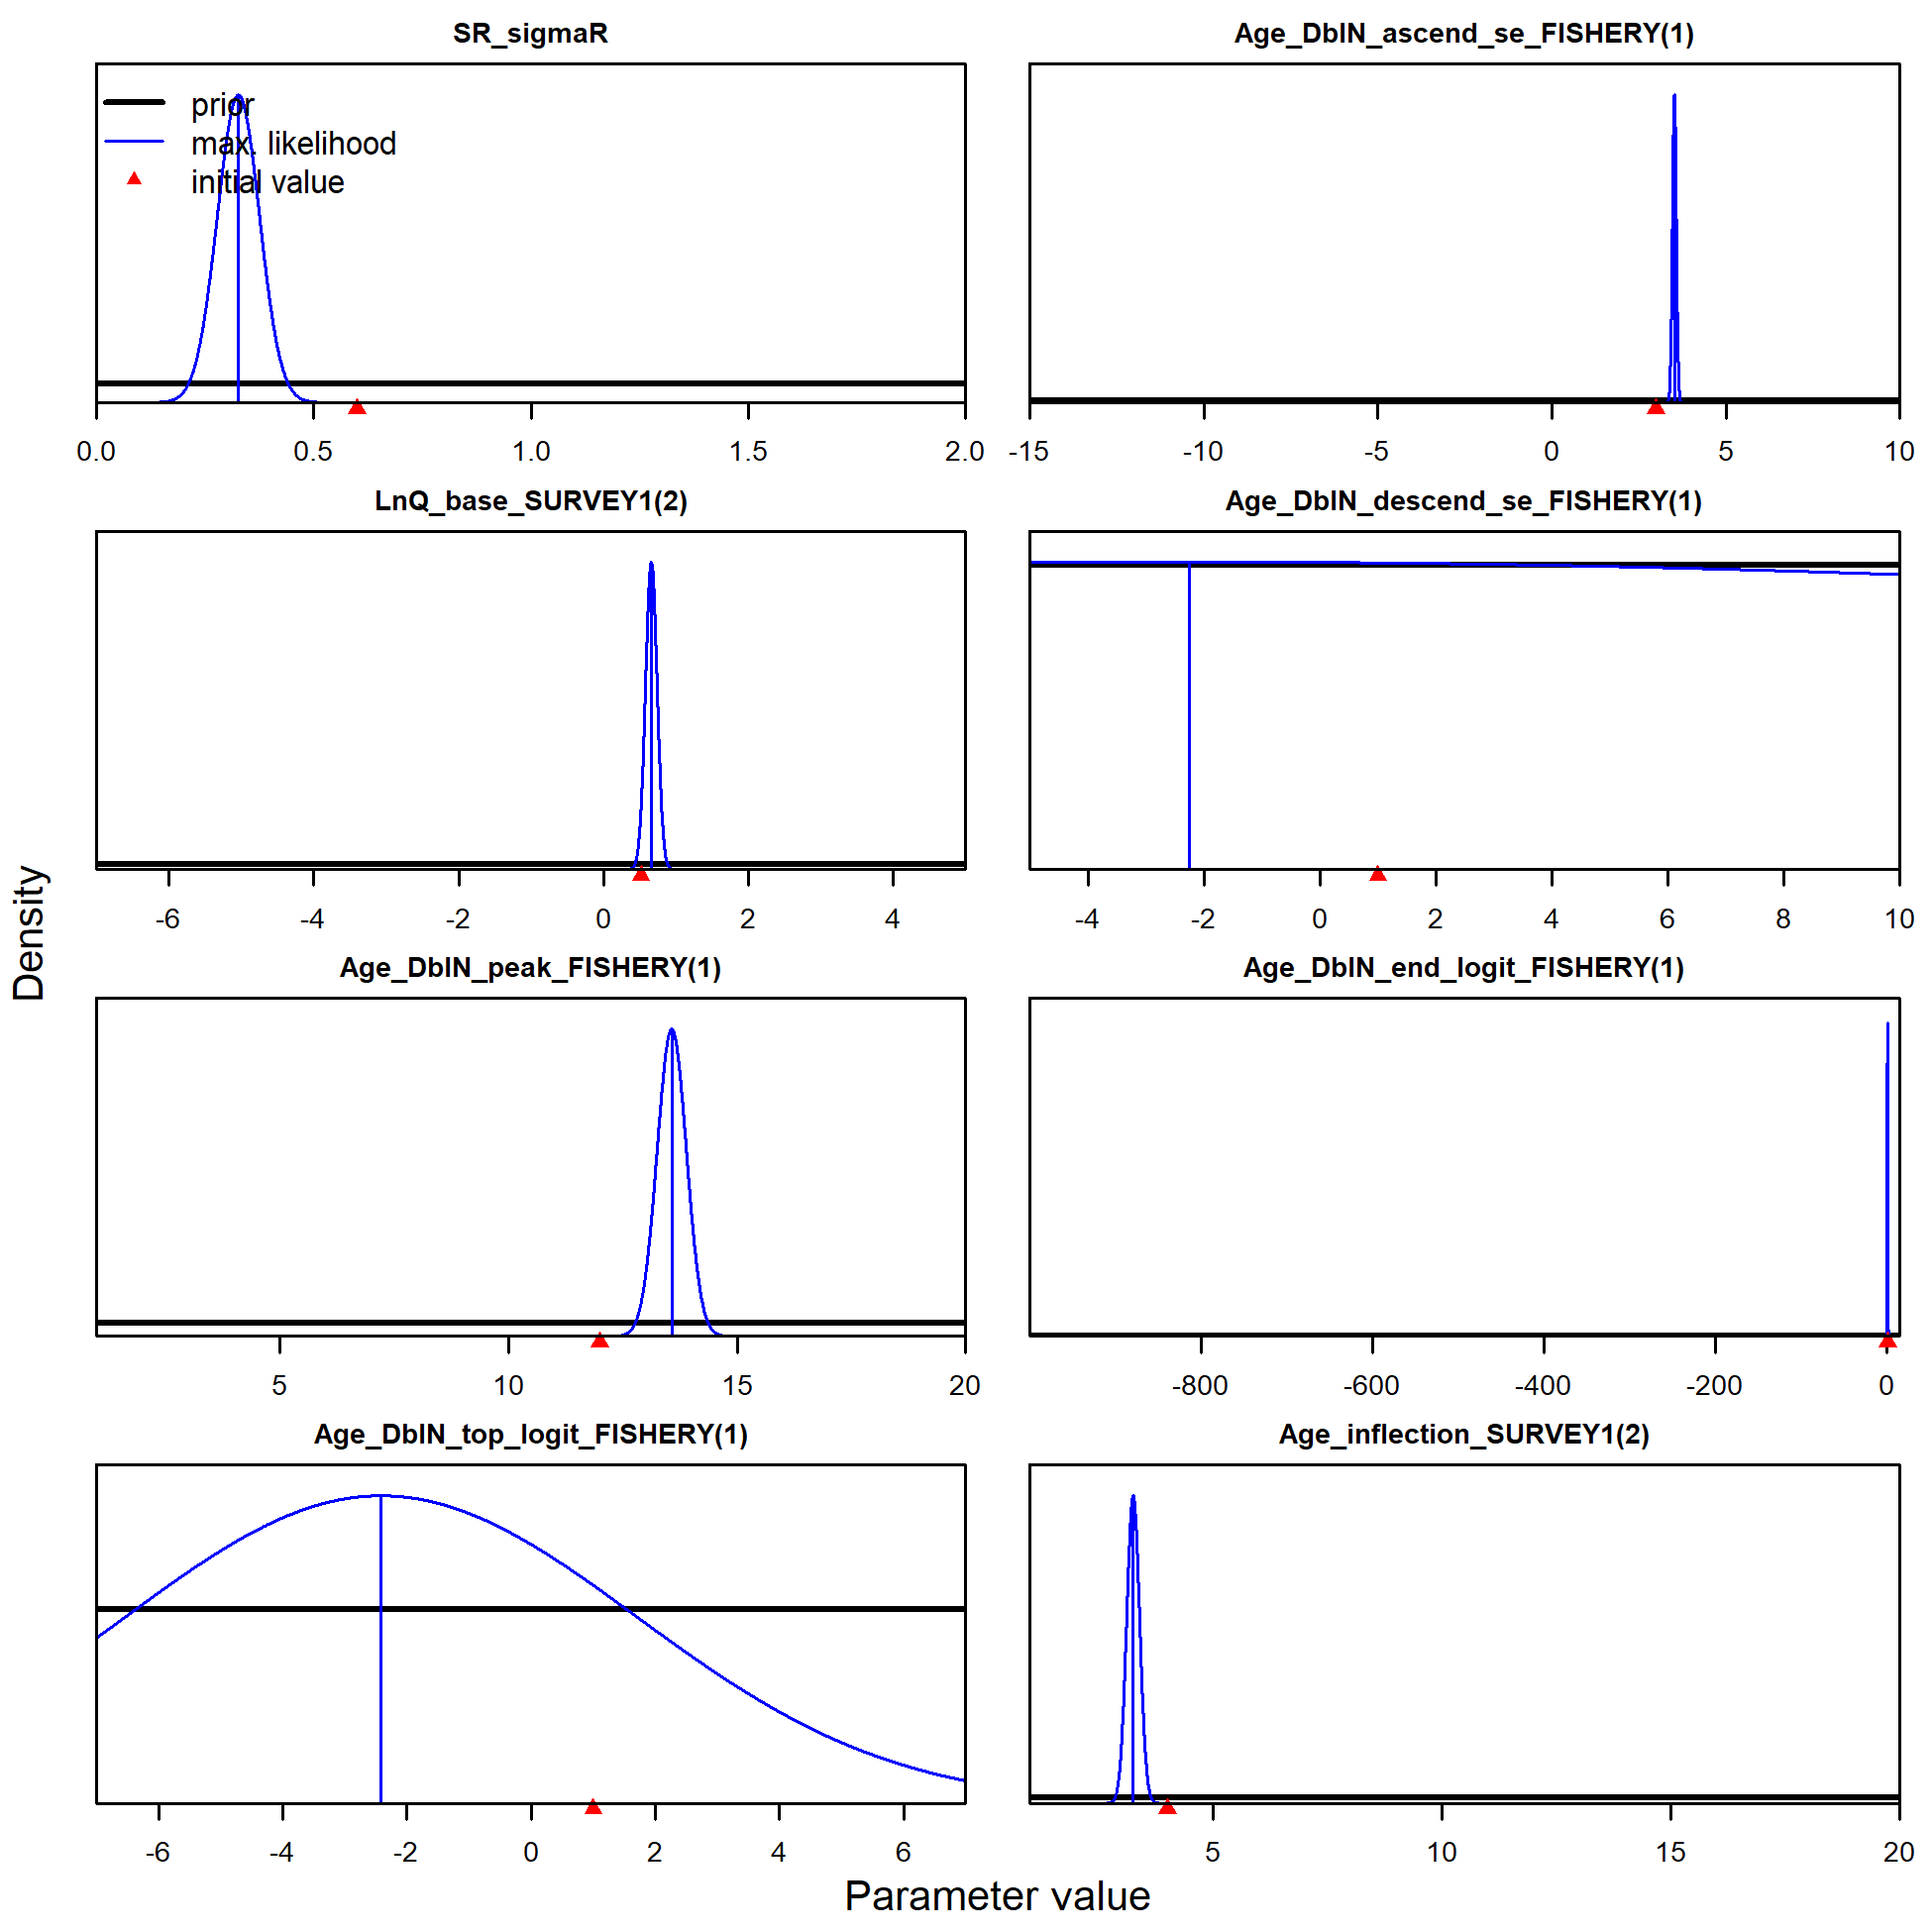 SR_sigmaR
prior
max. likelihood
initial value
0.0 0.5 1.0 1.5 2.0
Age_DblN_ascend_se_FISHERY(1)
-15 -10 -5 0 5 10
LnQ_base_SURVEY1(2)
-6 -4 -2 0 2 4
Age_DblN_descend_se_FISHERY(1)
-4 -2 0 2 4 6 8 10
Density
Age_DblN_peak_FISHERY(1)
5 10 15 20
Age_DblN_end_logit_FISHERY(1)
-800 -600 -400 -200 0
Age_DblN_top_logit_FISHERY(1)
-6 -4 -2 0 2 4 6
Age_inflection_SURVEY1(2)
5 10 15 20
Parameter value